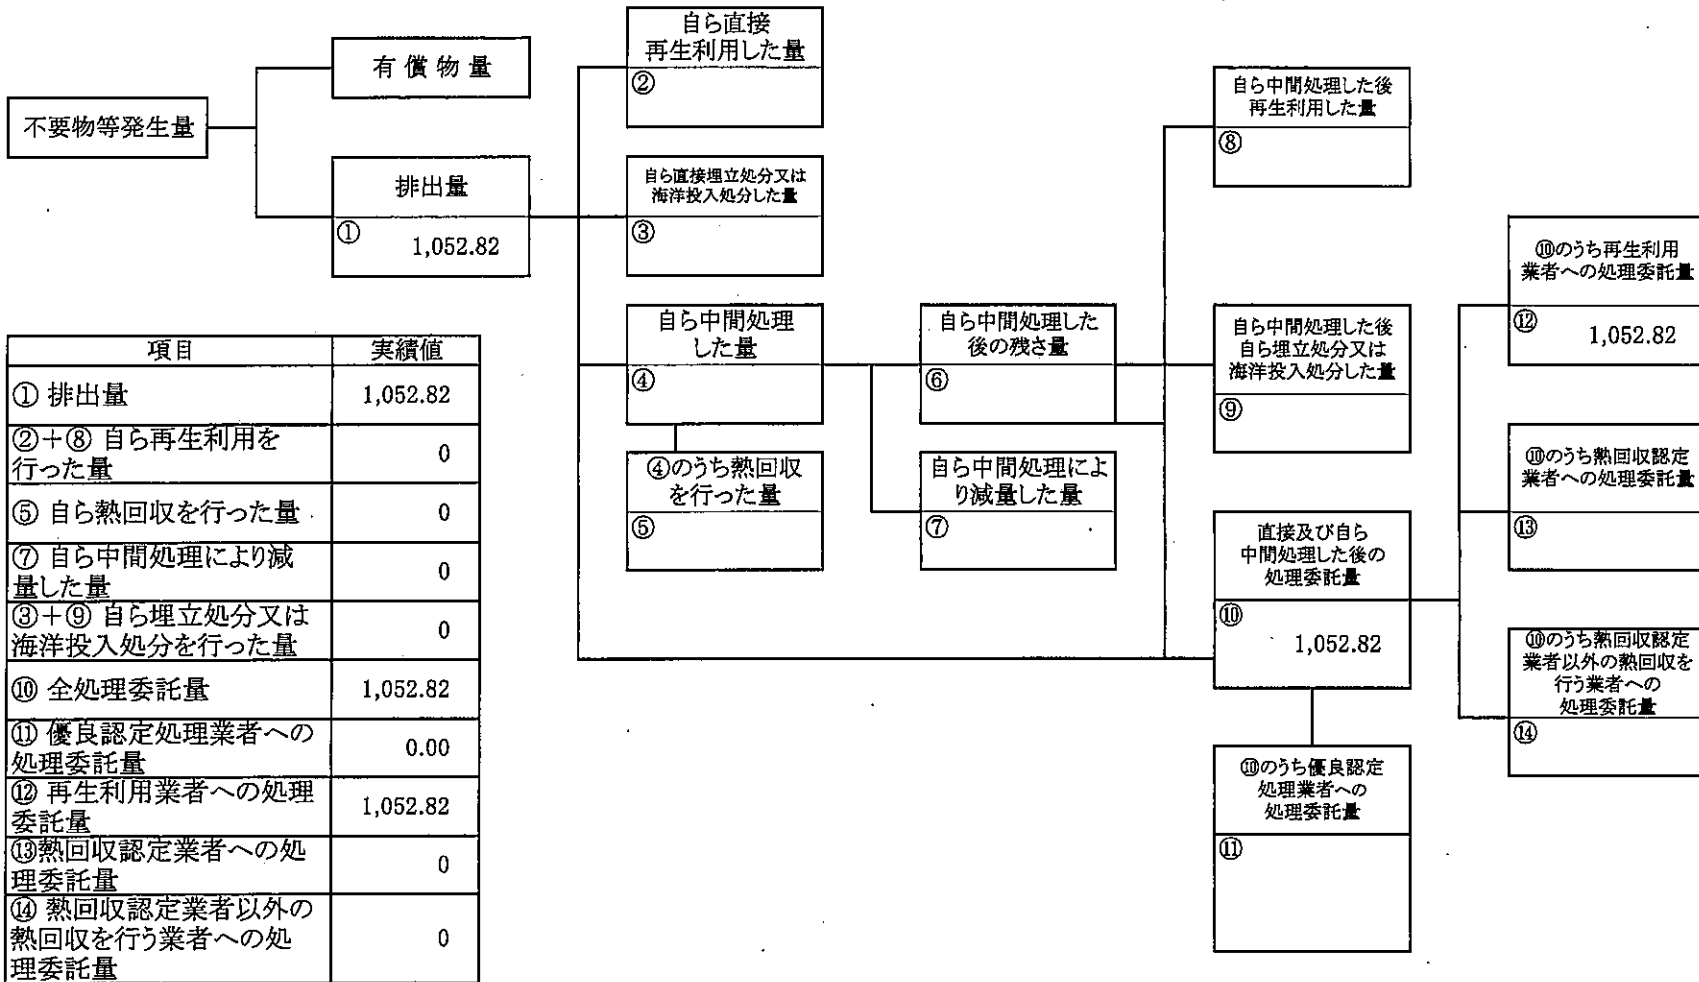 不要物等発生量
有償物量
排出量
①
1,052.82
自ら直接
再生利用した量
②
自ら直接埋立処分又は
海洋投入処分した量
③
自ら中間処理
した量
④
④のうち熱回収
を行った量
⑤
自ら中間処理した
後の残さ量
⑥
自ら中間処理によ
り減量した量
⑦
自ら中間処理した後
再生利用した量
⑧
自ら中間処理した後
自ら埋立処分又は
海洋投入処分した量
⑨
直接及び自ら
中間処理した後の
処理委託量
⑩
1,052.82
⑩のうち優良認定
処理業者への
処理委託量
⑪
⑩のうち再生利用
業者への処理委託量
⑫
1,052.82
⑩のうち熱回収認定
業者への処理委託量
⑬
⑩のうち熱回収認定
業者以外の熱回収を
行う業者への
処理委託量
⑭
項目 実績値
① 排出量 1,052.82
②+⑧ 自ら再生利用を
行った量 0
⑤ 自ら熱回収を行った量 0
⑦ 自ら中間処理により減
量した量 0
③+⑨ 自ら埋立処分又は
海洋投入処分を行った量 0
⑩ 全処理委託量 1,052.82
⑪ 優良認定処理業者への
処理委託量 0.00
⑫ 再生利用業者への処理
委託量 1,052.82
⑬熱回収認定業者への処
理委託量 0
⑭ 熱回収認定業者以外の
熱回収を行う業者への処
理委託量 0